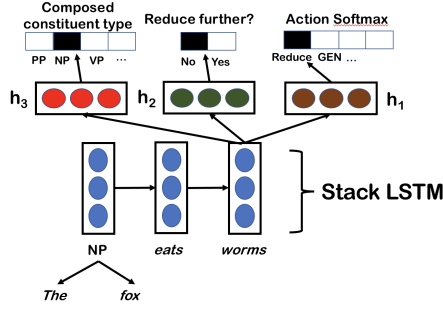 Composed
constituent type
Reduce further?
Action Softmax
PP NP VP ...
No Yes
Reduce GEN ...
h3
h2
h1
Stack LSTM
NP eats worms
The fox